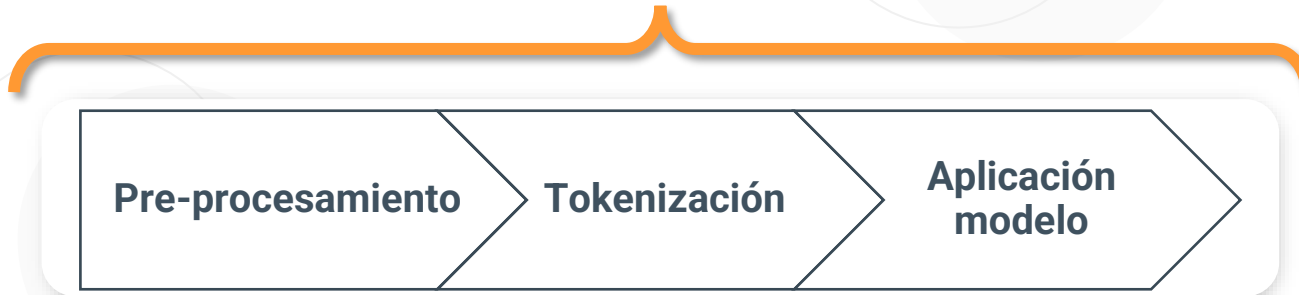 Pre-procesamiento
Tokenización
Aplicación
modelo